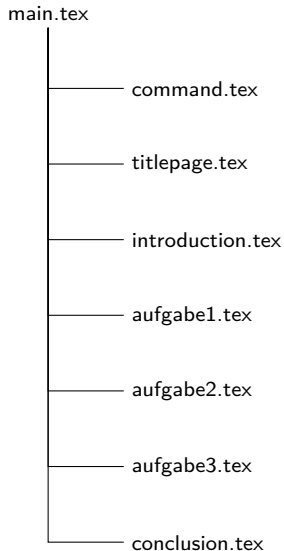 main.tex
command.tex
titlepage.tex
introduction.tex
aufgabe1.tex
aufgabe2.tex
aufgabe3.tex
conclusion.tex